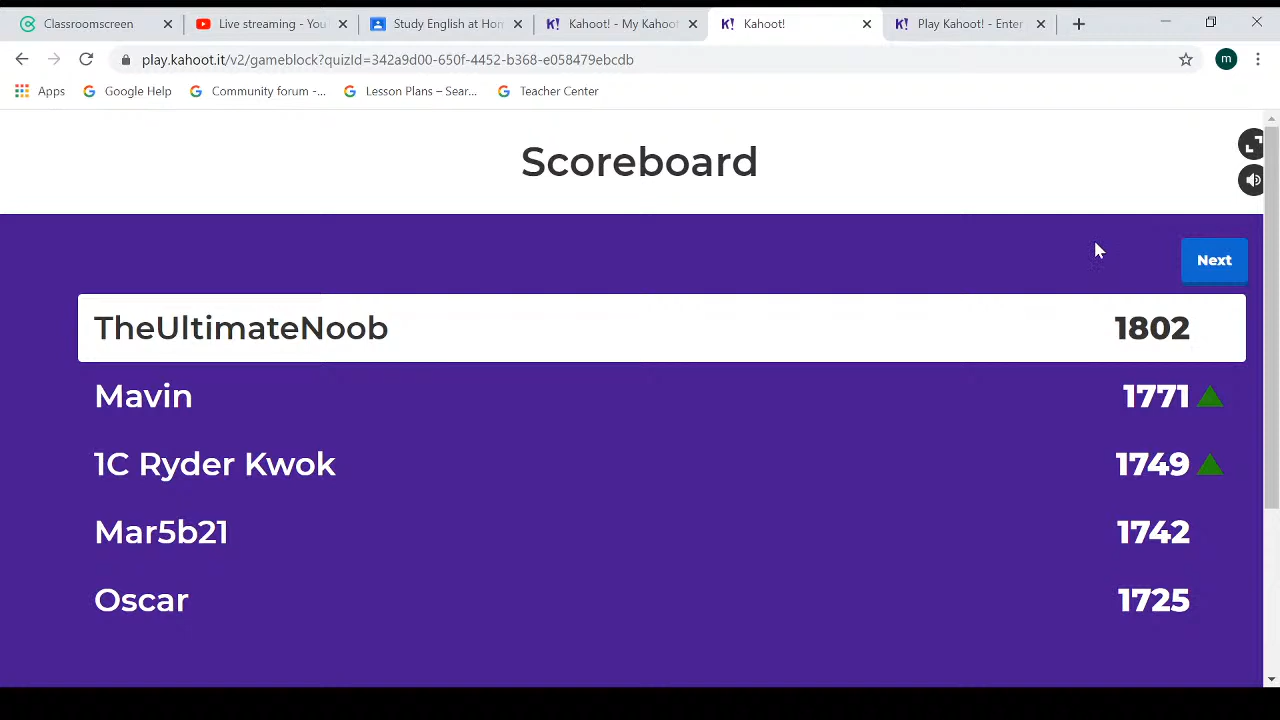 Classroomscreen
Live streaming - You
Study English at Hom
K! Kahoot! - My Kahoot
K! Kahoot!
K! Play Kahoot! - Enter
play.kahoot.it/v2/gameblock?quizId=342a9d00-650f-4452-b368-e058479ebcdb
m
Apps
Google Help
Community forum -...
Lesson Plans – Sear...
Teacher Center
Scoreboard
Next
TheUltimateNoob 1802
Mavin 1771
1C Ryder Kwok 1749
Mar5b21 1742
Oscar 1725